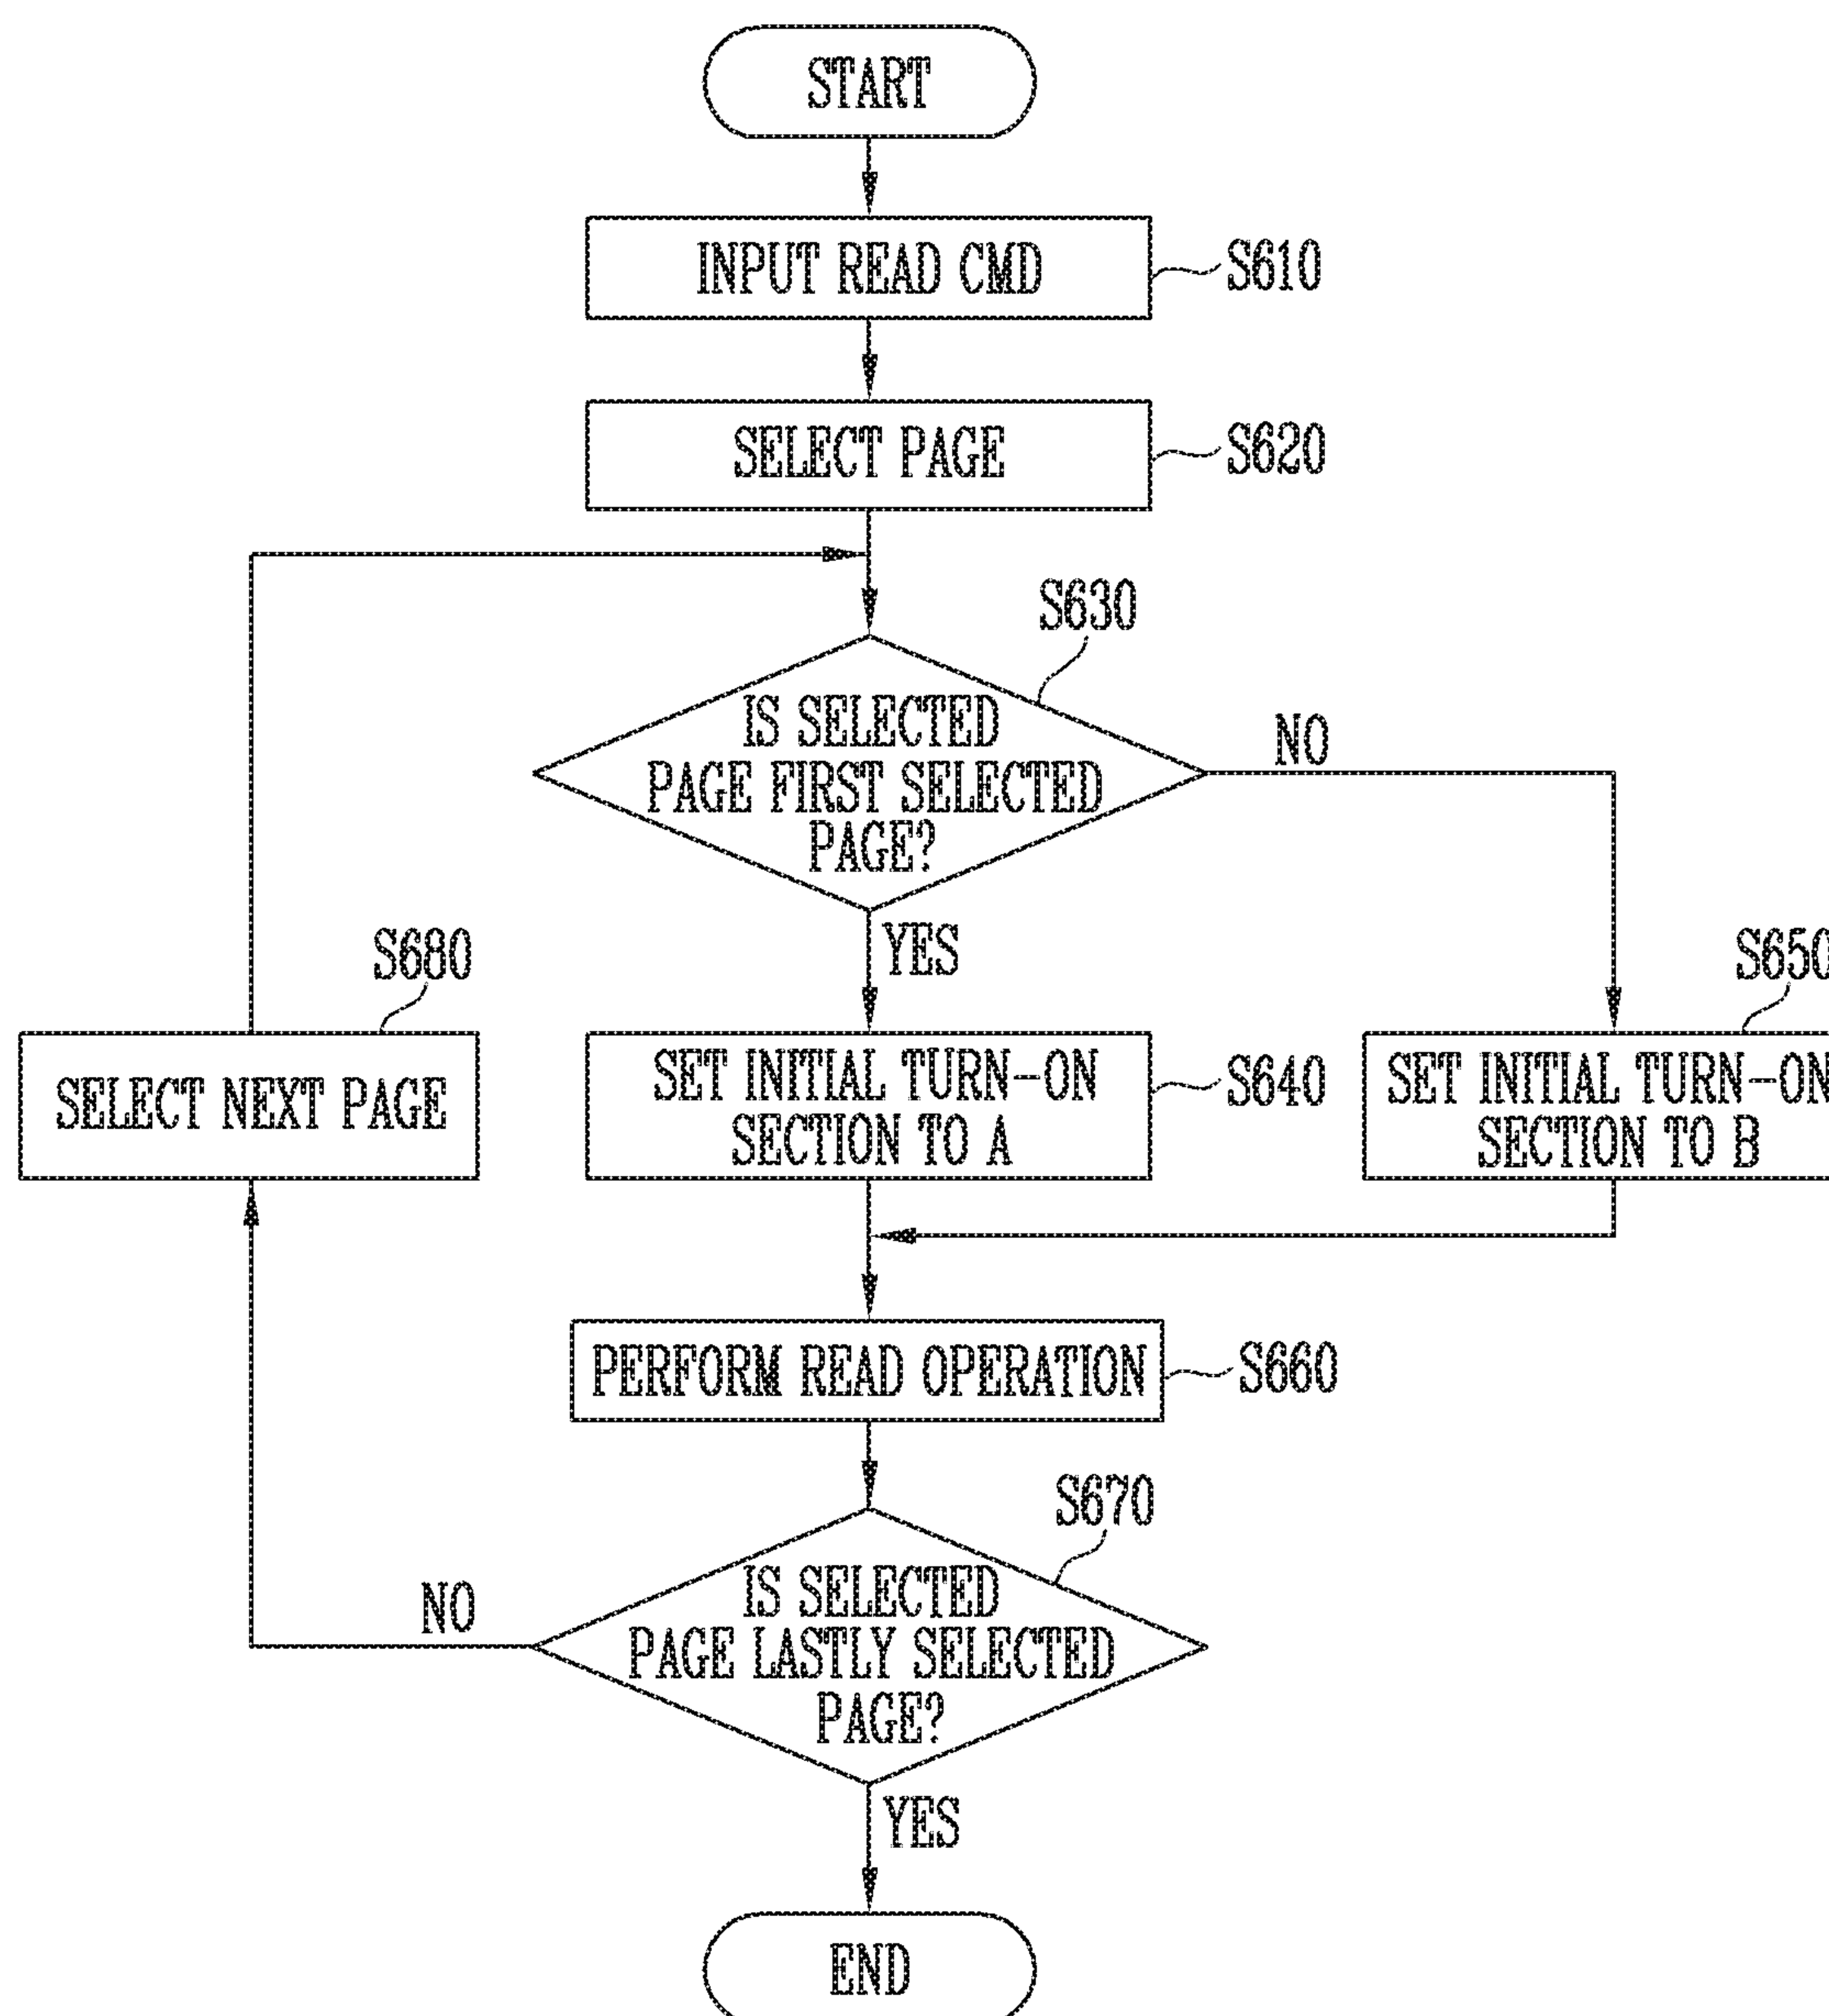 START
INPUT READ CMD
S610
SELECT PAGE
S620
S630
IS SELECTED
PAGE FIRST SELECTED
PAGE?
NO
YES
S680
S650
SELECT NEXT PAGE
SET INITIAL TURN-ON
SECTION TO A
S640
SET INITIAL TURN-ON
SECTION TO B
PERFORM READ OPERATION
S660
S670
IS SELECTED
PAGE LASTLY SELECTED
PAGE?
NO
YES
END